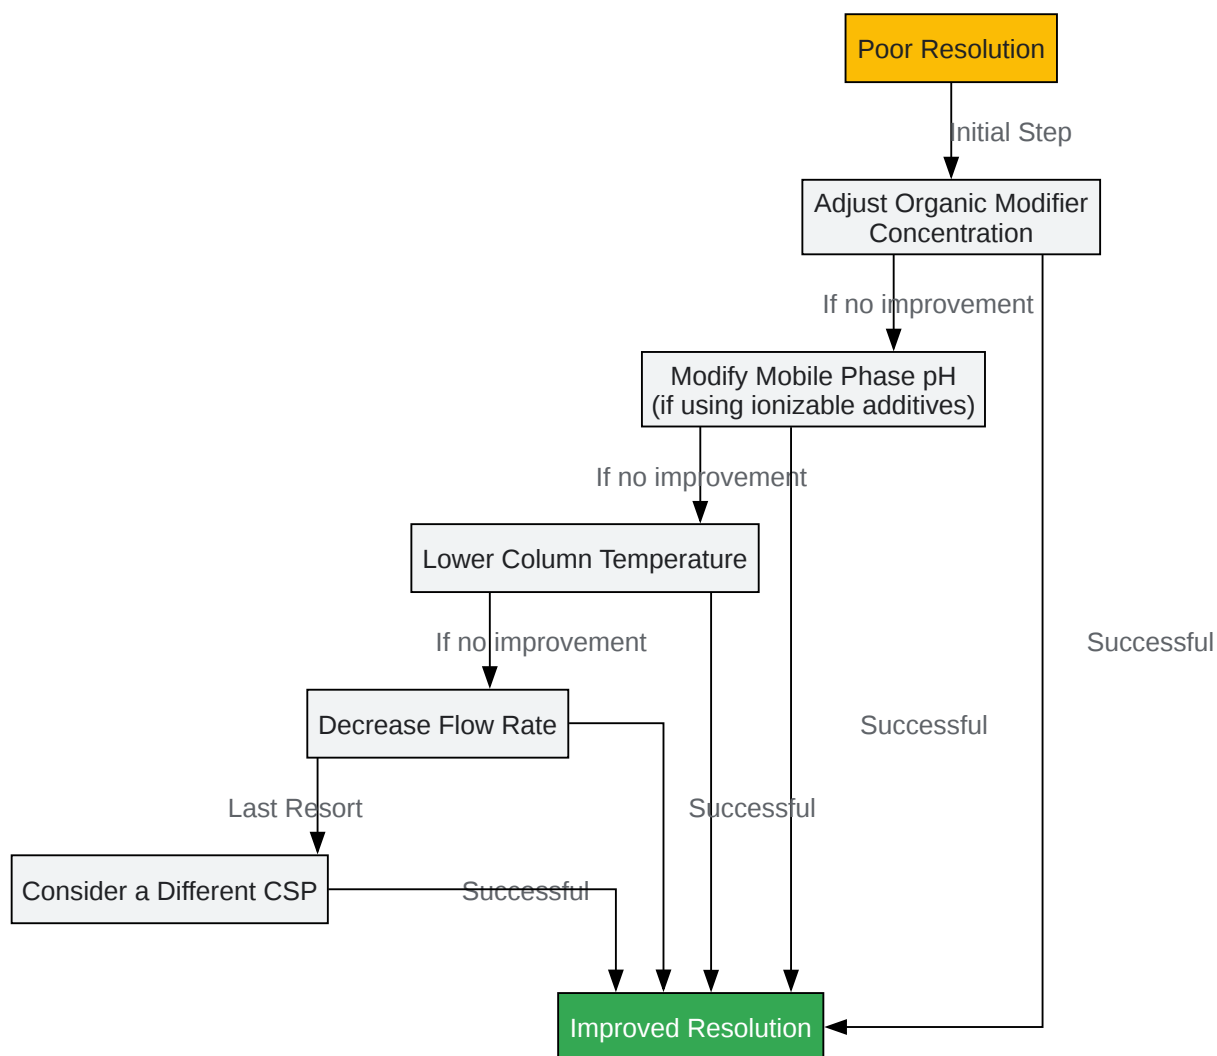 Poor Resolution
Initial Step
Adjust Organic Modifier
Concentration
If no improvement
Modify Mobile Phase pH
(if using ionizable additives)
If no improvement
Lower Column Temperature
If no improvement
Successful
Decrease Flow Rate
Successful
Last Resort
Successful
Consider a Different CSP
Successful
Improved Resolution